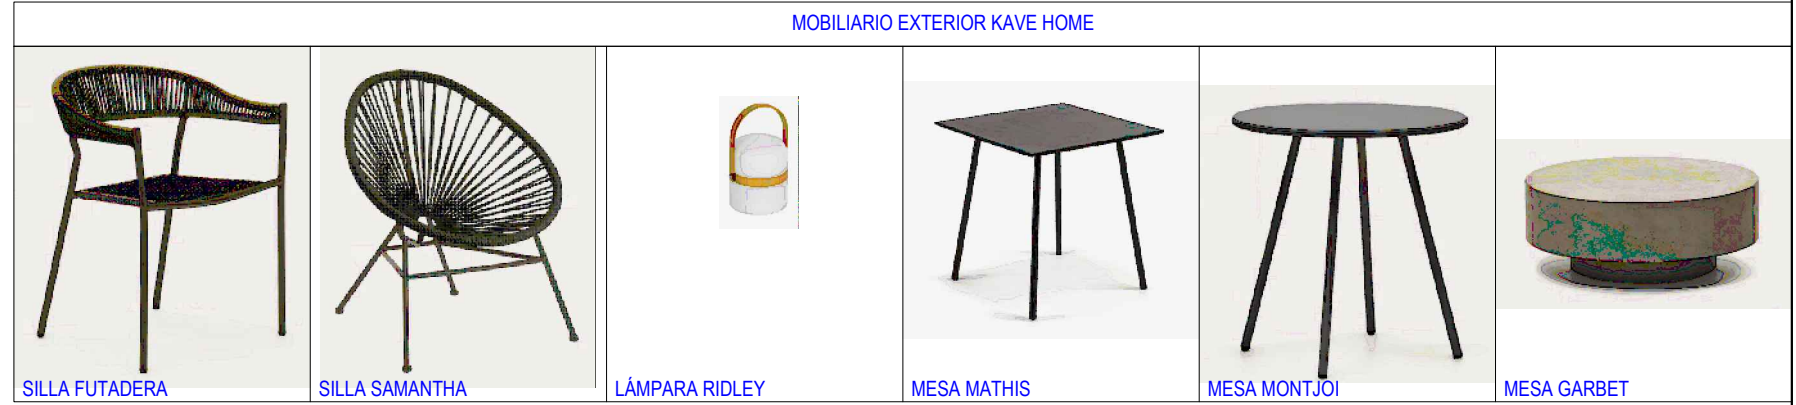 MOBILIARIO EXTERIOR KAVE HOME
SILLA FUTADERA
SILLA SAMANTHA
LÁMPARA RIDLEY
MESA MATHIS
MESA MONTJOI
MESA GARBET